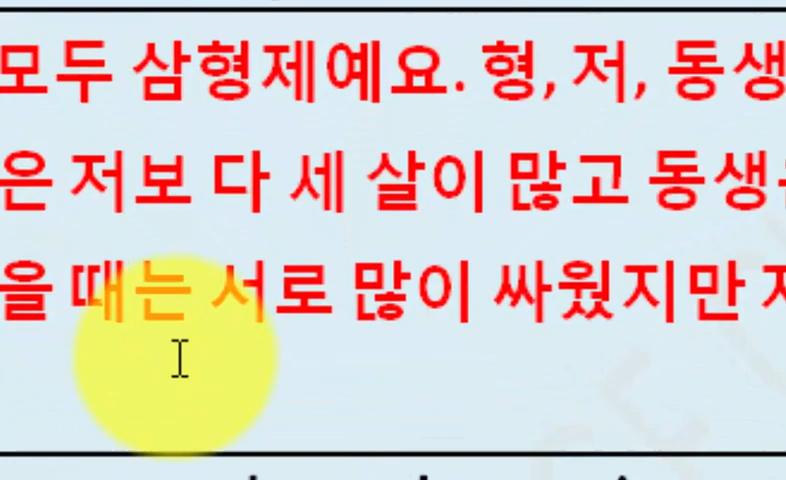 모두 삼형제예요. 형, 저, 동생
은 저보 다 세 살이 많고 동생은
을 때는 서로 많이 싸웠지만